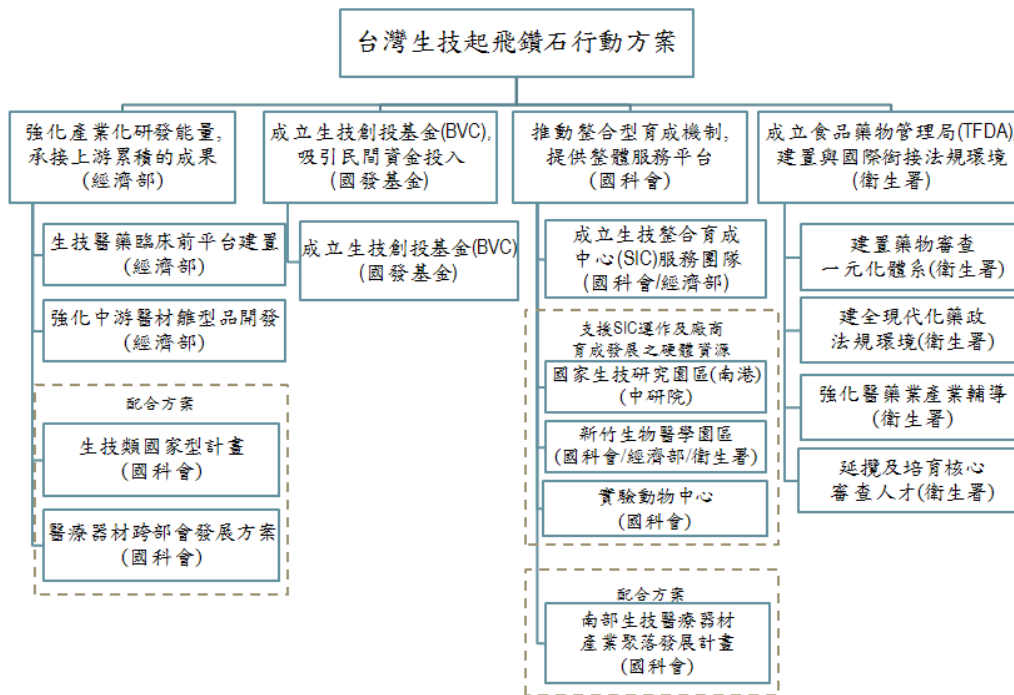 台灣生技起飛鑽石行動方案
強化產業化研發能量,
承接上游累積的成果
(經濟部)
生技醫藥臨床前平台建置
(經濟部)
強化中游醫材雛型品開發
(經濟部)
配合方案
生技類國家型計畫
(國科會)
醫療器材跨部會發展方案
(國科會)
成立生技創投基金(BVC),
吸引民間資金投入
(國發基金)
成立生技創投基金(BVC)
(國發基金)
推動整合型育成機制,
提供整體服務平台
(國科會)
成立生技整合育成
中心(SIC)服務團隊
(國科會/經濟部)
支援SIC運作及廠商
育成發展之硬體資源
國家生技研究園區(南港)
(中研院)
新竹生物醫學園區
(國科會/經濟部/衛生署)
實驗動物中心
(國科會)
配合方案
南部生技醫療器材
產業聚落發展計畫
(國科會)
成立食品藥物管理局(TFDA),
建置與國際銜接法規環境
(衛生署)
建置藥物審查
一元化體系(衛生署)
建全現代化藥政
法規環境(衛生署)
強化醫藥業產業輔導
(衛生署)
延攬及培育核心
審查人才(衛生署)